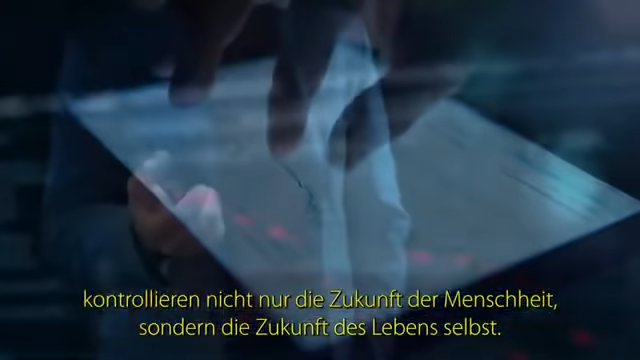 kontrollieren nicht nur die Zukunft der Menschheit,
sondern die Zukunft des Lebens selbst.